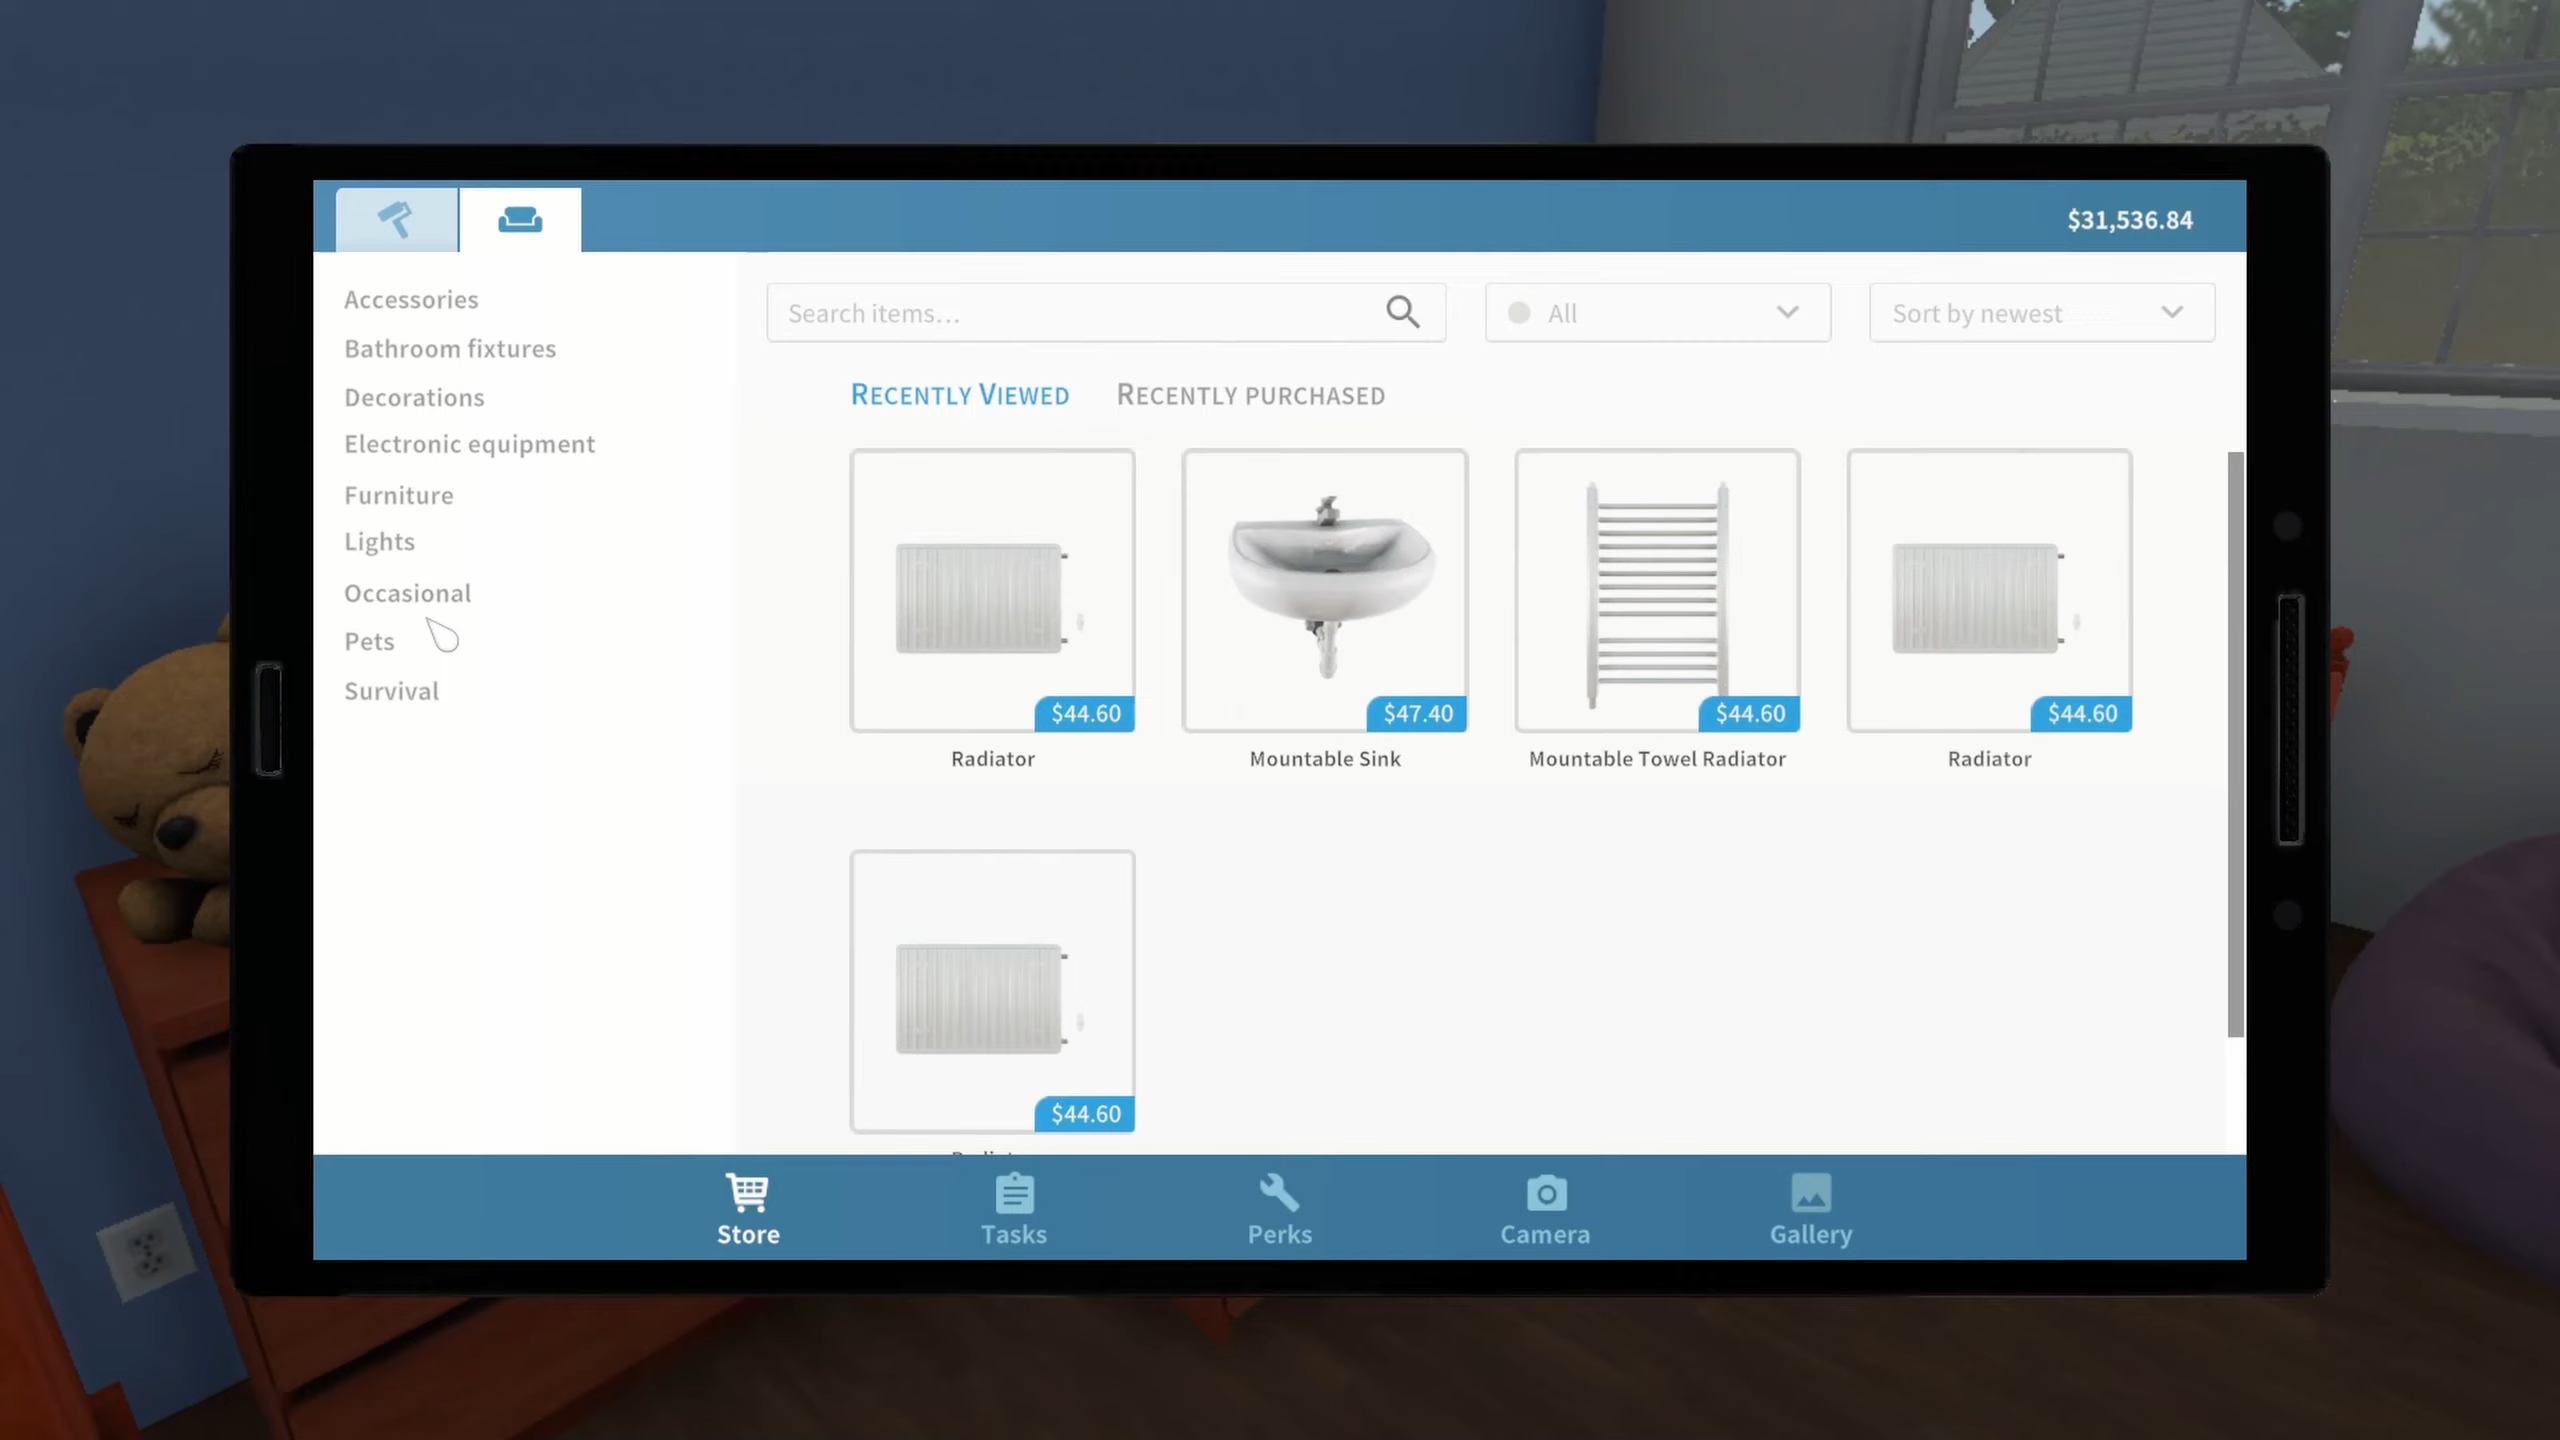 $31,536.84
Accessories
Bathroom fixtures
Decorations
Electronic equipment
Furniture
Lights
Occasional
Pets
Survival
Search items...
All
Sort by newest
RECENTLY VIEWED
RECENTLY PURCHASED
$44.60
$47.40
$44.60
$44.60
Radiator
Mountable Sink
Mountable Towel Radiator
Radiator
$44.60
Store
Tasks
Perks
Camera
Gallery